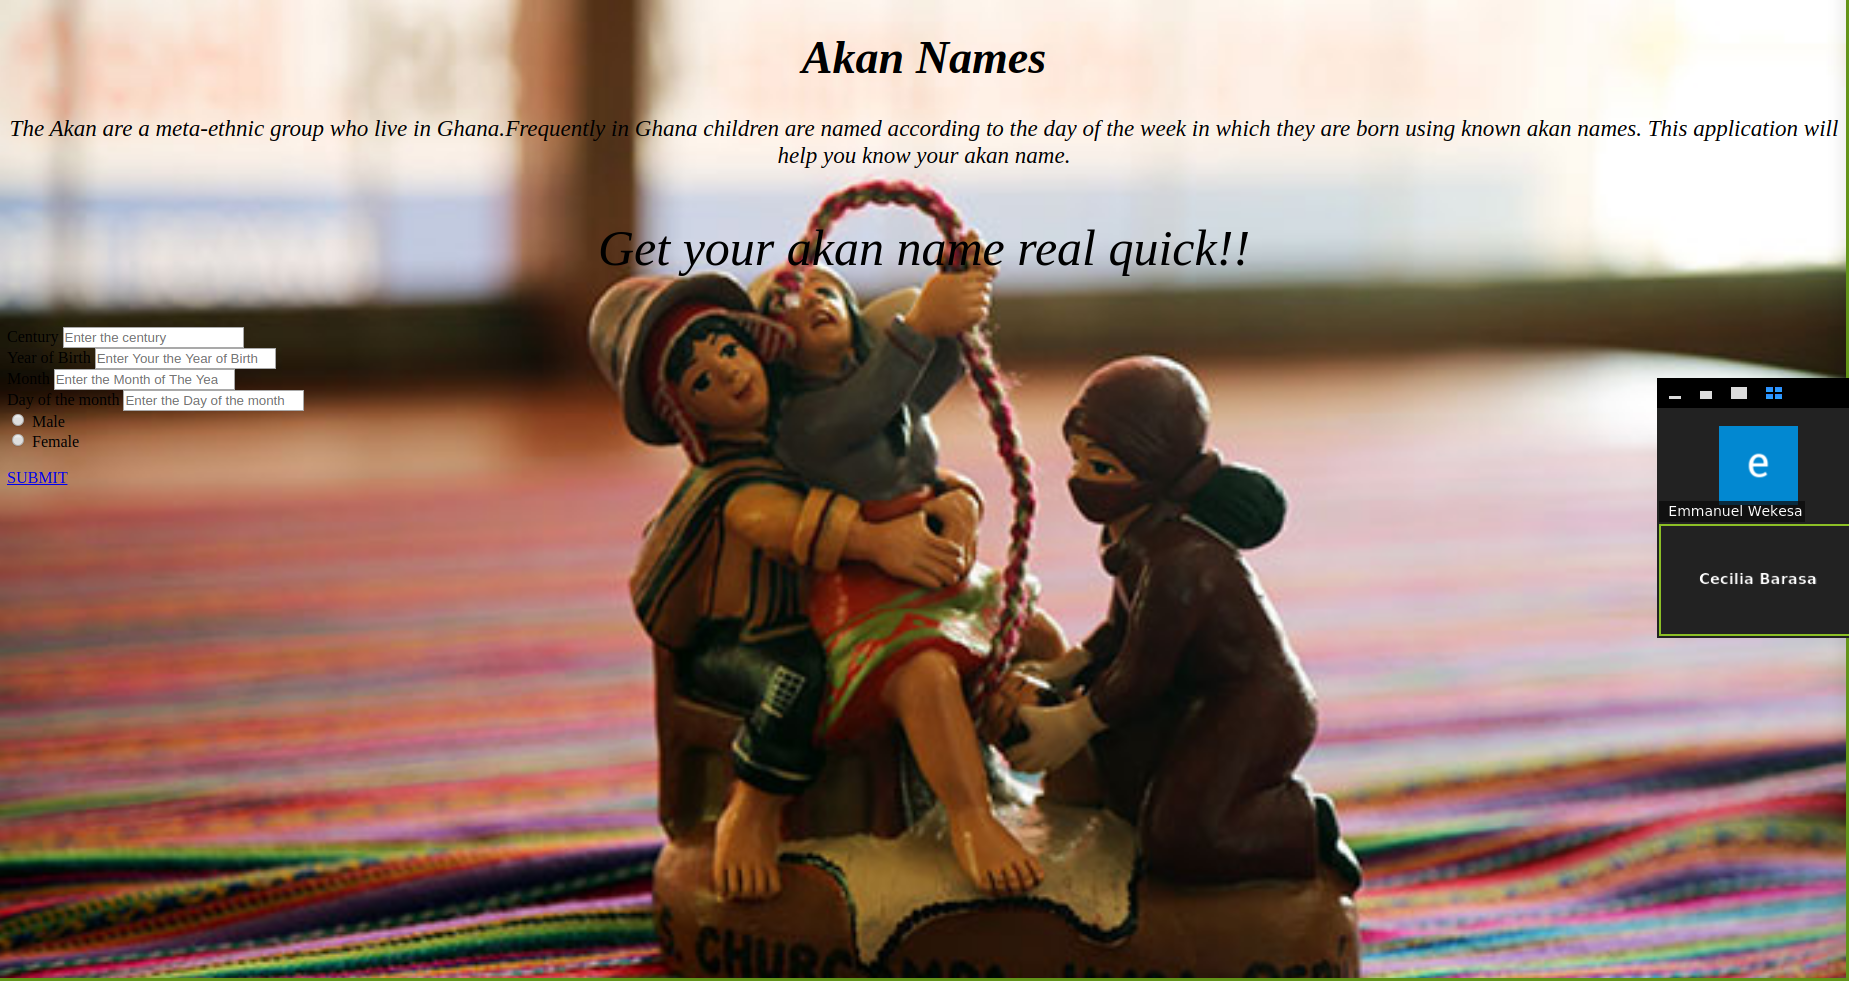 Akan Names
The Akan are a meta-ethnic group who live in Ghana.Frequently in Ghana children are named according to the day of the week in which they are born using known akan names. This application will
help you know your akan name.
Get your akan name real quick!!
Century Enter the century
Year of Birth Enter Your the Year of Birth
Month Enter the Month of The Yea
Day of the month Enter the Day of the month
Male
Female
SUBMIT
e
Emmanuel Wekesa
Cecilia Barasa